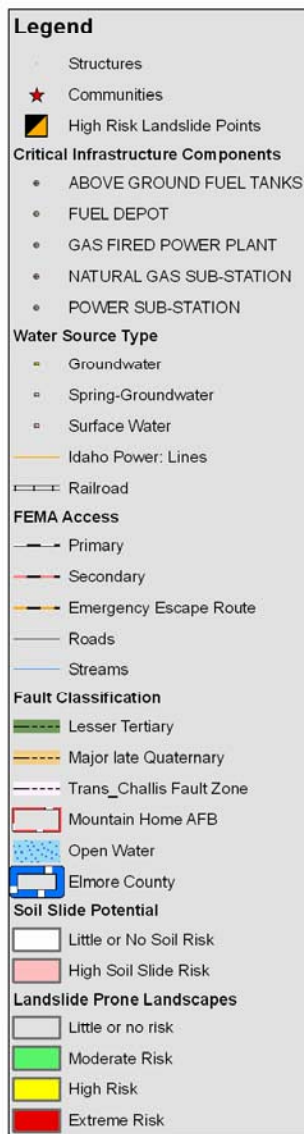 Legend
Structures
Communities
High Risk Landslide Points
Critical Infrastructure Components
ABOVE GROUND FUEL TANKS
FUEL DEPOT
GAS FIRED POWER PLANT
NATURAL GAS SUB-STATION
POWER SUB-STATION
Water Source Type
Groundwater
Spring-Groundwater
Surface Water
Idaho Power: Lines
Railroad
FEMA Access
Primary
Secondary
Emergency Escape Route
Roads
Streams
Fault Classification
Lesser Tertiary
Major late Quaternary
Trans_Challis Fault Zone
Mountain Home AFB
Open Water
Elmore County
Soil Slide Potential
Little or No Soil Risk
High Soil Slide Risk
Landslide Prone Landscapes
Little or no risk
Moderate Risk
High Risk
Extreme Risk